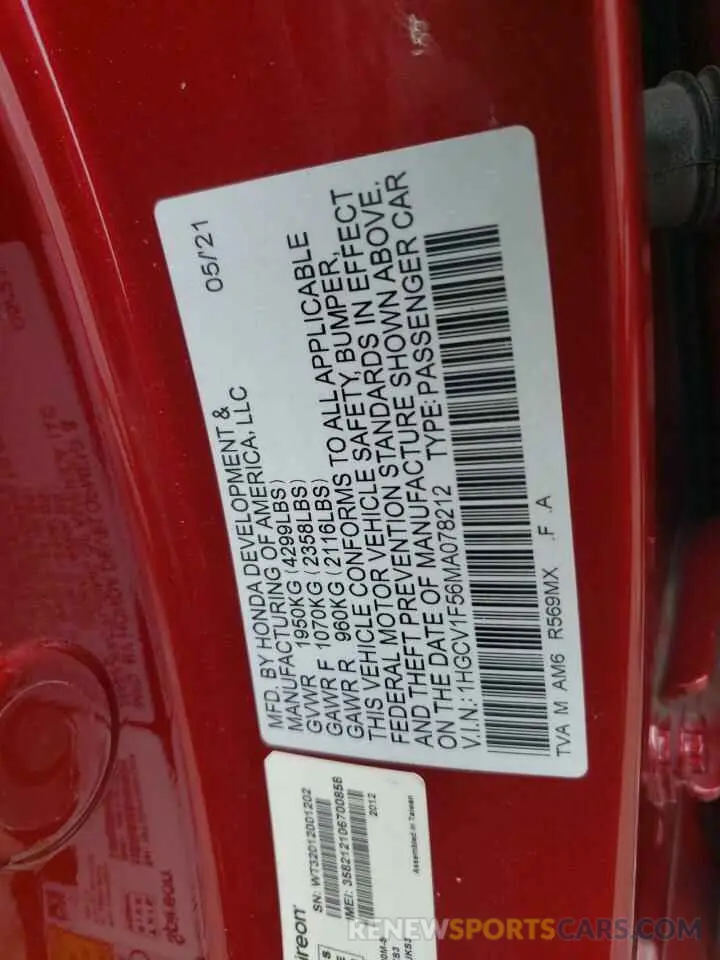 05/'21
MFD. BY HONDA DEVELOPMENT &
MANUFACTURING OF AMERICA, LLC
GVWR 1950KG (4299LBS)
GAWR F 1070KG (2358LBS)
GAWR R 960KG (2116LBS)
THIS VEHICLE CONFORMS TO ALL APPLICABLE
FEDERAL MOTOR VEHICLE SAFETY, BUMPER,
AND THEFT PREVENTION STANDARDS IN EFFECT
ON THE DATE OF MANUFACTURE SHOWN ABOVE.
V.I.N.: 1HGCV1F56MA078212 TYPE: PASSENGER CAR
TVA M AM6 R569MX .F .A
ireon
SN: WT32012001202
IMEI: 358212106700858
2012
Assembled in Taiwan
RENEWSPORTSCARS.COM